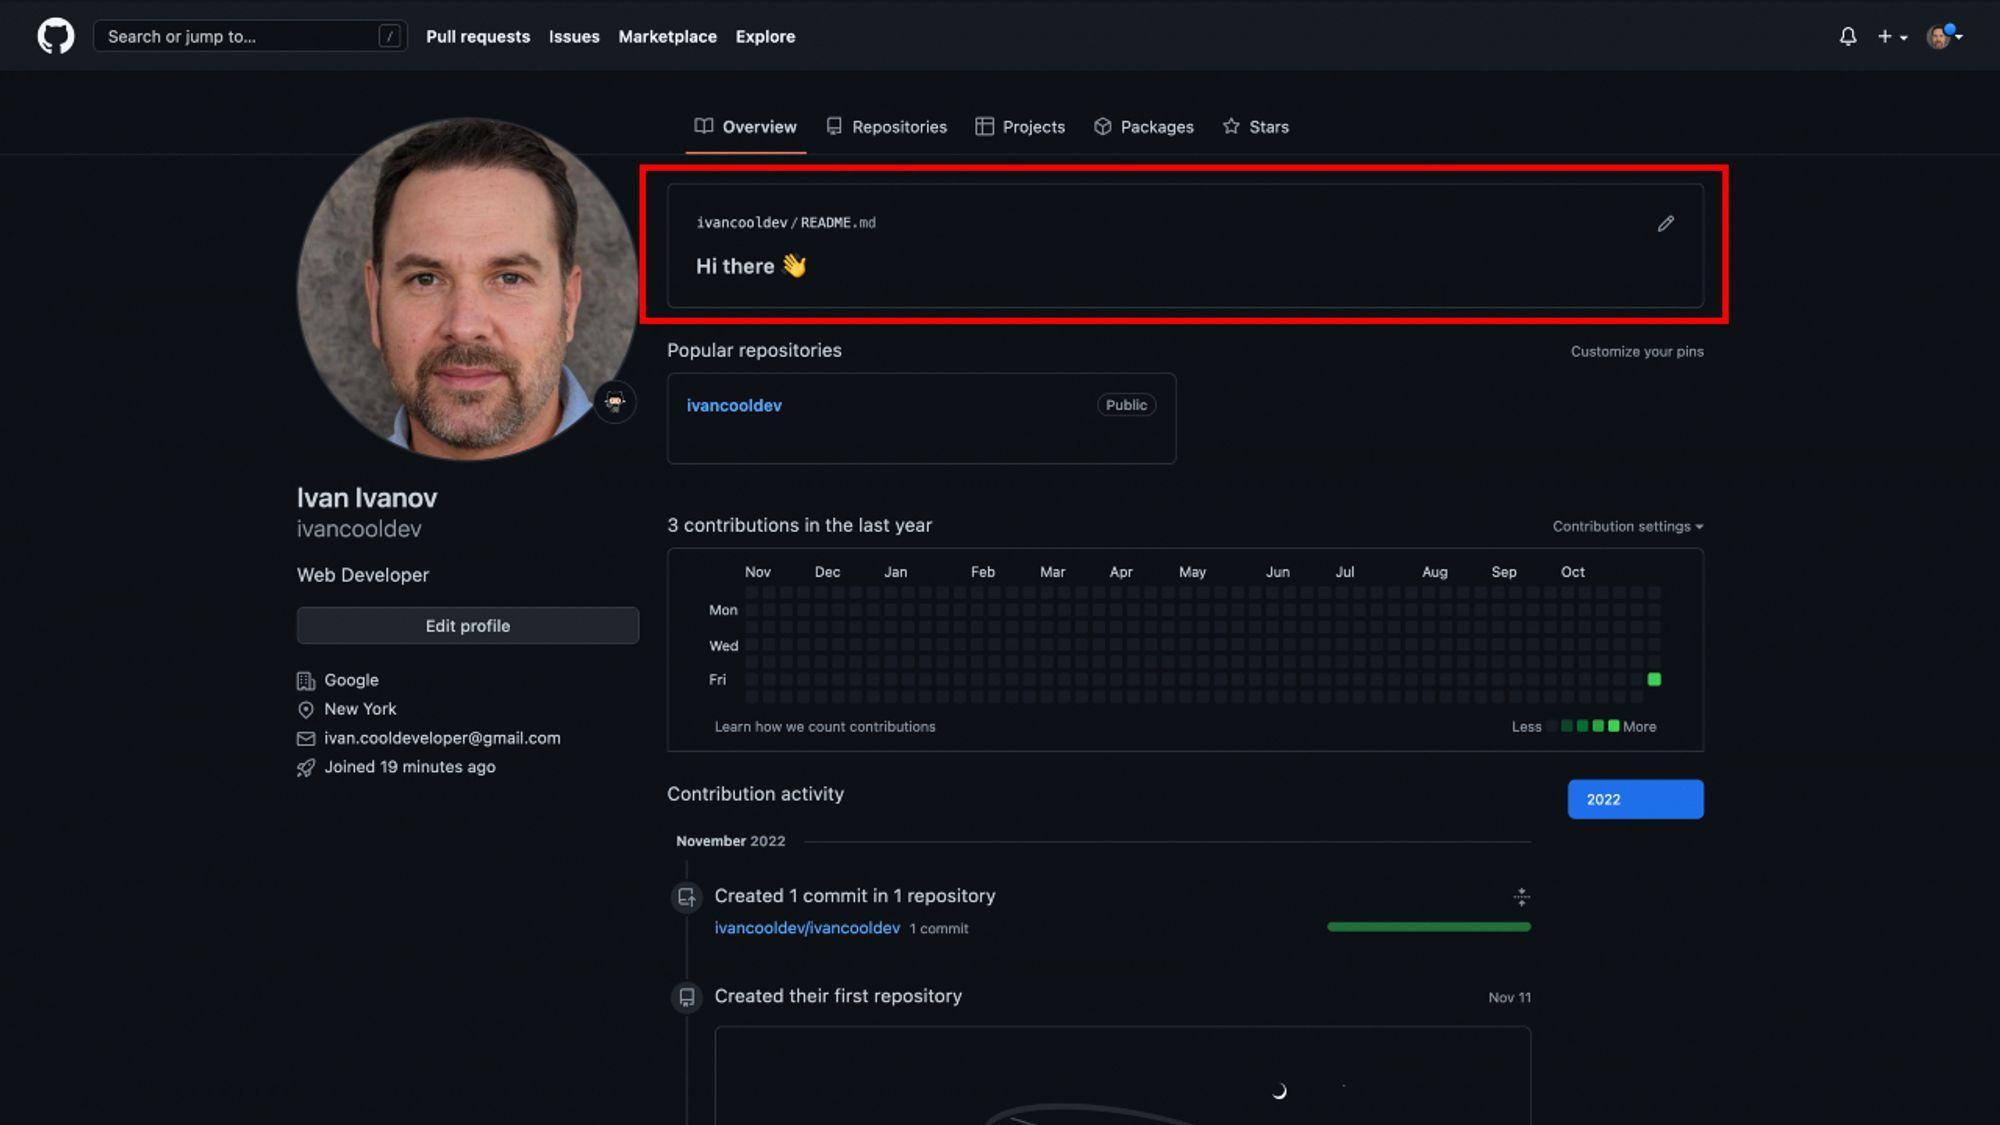 Search or jump to...
/
Pull requests
Issues
Marketplace
Explore
Overview
Repositories
Projects
Packages
Stars
ivancooldev/README.md
Hi there 👋
Popular repositories
Customize your pins
ivancooldev
Public
Ivan Ivanov
ivancooldev
Web Developer
Edit profile
Google
New York
ivan.cooldeveloper@gmail.com
Joined 19 minutes ago
3 contributions in the last year
Contribution settings
Nov Dec Jan Feb Mar Apr May Jun Jul Aug Sep Oct
Mon
Wed
Fri
Learn how we count contributions
Less
More
Contribution activity
2022
November 2022
Created 1 commit in 1 repository
ivancooldev/ivancooldev 1 commit
Created their first repository
Nov 11